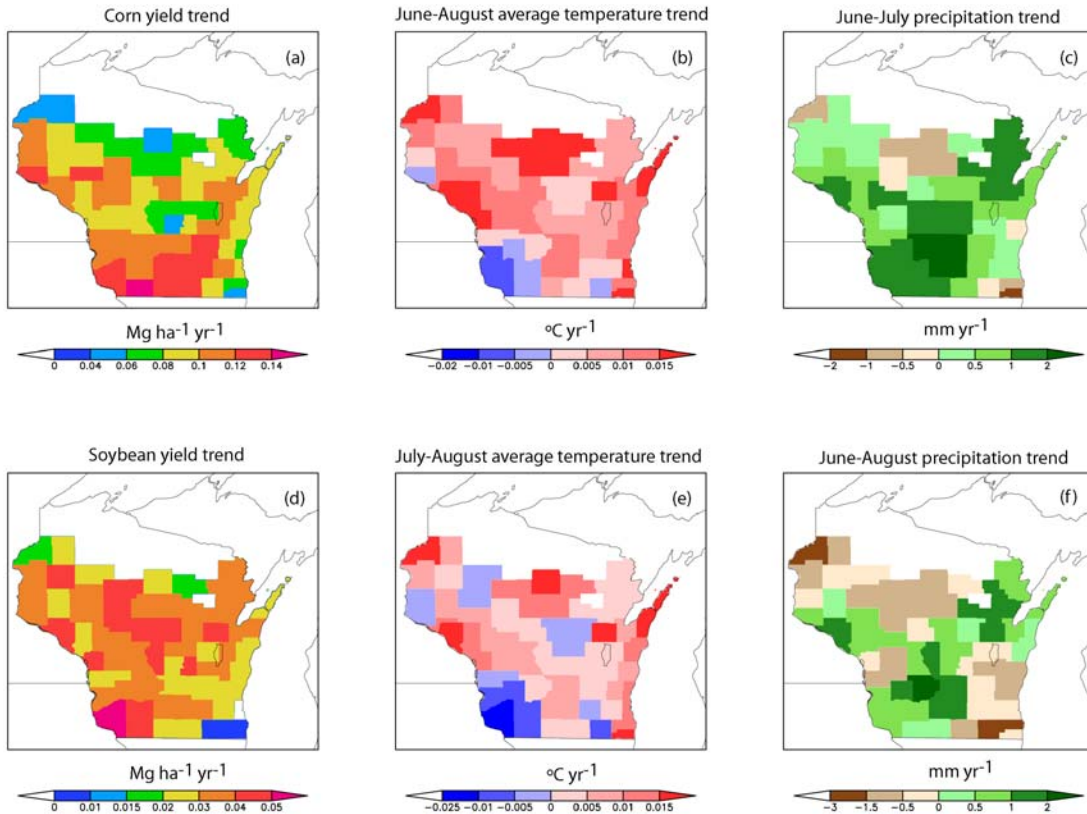 Corn yield trend
June-August average temperature trend
June-July precipitation trend
(a)
(b)
(c)
Mg ha⁻¹ yr⁻¹
ºC yr⁻¹
mm yr⁻¹
0 0.04 0.06 0.08 0.1 0.12 0.14
−0.02 −0.01 −0.005 0 0.005 0.01 0.015
−2 −1 −0.5 0 0.5 1 2
Soybean yield trend
July-August average temperature trend
June-August precipitation trend
(d)
(e)
(f)
Mg ha⁻¹ yr⁻¹
ºC yr⁻¹
mm yr⁻¹
0 0.01 0.015 0.02 0.03 0.04 0.05
−0.025 −0.01 −0.005 0 0.005 0.01 0.015
−3 −1.5 −0.5 0 0.5 1 2